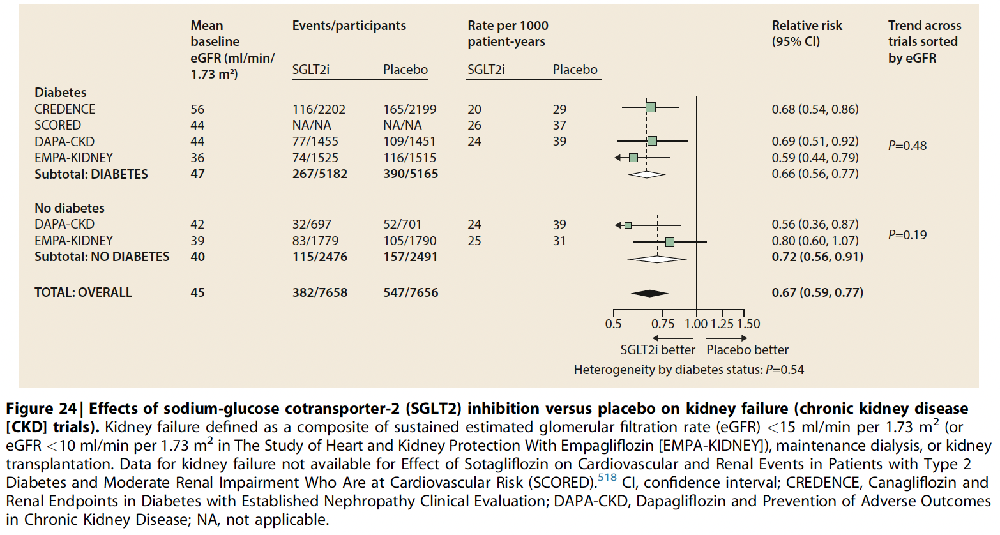 Mean baseline eGFR (ml/min/1.73 m²) Events/participants Rate per 1000 patient-years Relative risk (95% CI) Trend across trials sorted by eGFR
SGLT2i Placebo SGLT2i Placebo
Diabetes
CREDENCE 56 116/2202 165/2199 20 29 0.68 (0.54, 0.86)
SCORED 44 NA/NA NA/NA 26 37
DAPA-CKD 44 77/1455 109/1451 24 39 0.69 (0.51, 0.92)
P=0.48
EMPA-KIDNEY 36 74/1525 116/1515 0.59 (0.44, 0.79)
Subtotal: DIABETES 47 267/5182 390/5165 0.66 (0.56, 0.77)
No diabetes
DAPA-CKD 42 32/697 52/701 24 39 0.56 (0.36, 0.87)
P=0.19
EMPA-KIDNEY 39 83/1779 105/1790 25 31 0.80 (0.60, 1.07)
Subtotal: NO DIABETES 40 115/2476 157/2491 0.72 (0.56, 0.91)
TOTAL: OVERALL 45 382/7658 547/7656 0.67 (0.59, 0.77)
0.5 0.75 1.00 1.25 1.50
SGLT2i better Placebo better
Heterogeneity by diabetes status: P=0.54
Figure 24 | Effects of sodium-glucose cotransporter-2 (SGLT2) inhibition versus placebo on kidney failure (chronic kidney disease
[CKD] trials). Kidney failure defined as a composite of sustained estimated glomerular filtration rate (eGFR) <15 ml/min per 1.73 m² (or
eGFR <10 ml/min per 1.73 m² in The Study of Heart and Kidney Protection With Empagliflozin [EMPA-KIDNEY]), maintenance dialysis, or kidney
transplantation. Data for kidney failure not available for Effect of Sotagliflozin on Cardiovascular and Renal Events in Patients with Type 2
Diabetes and Moderate Renal Impairment Who Are at Cardiovascular Risk (SCORED).518 CI, confidence interval; CREDENCE, Canagliflozin and
Renal Endpoints in Diabetes with Established Nephropathy Clinical Evaluation; DAPA-CKD, Dapagliflozin and Prevention of Adverse Outcomes
in Chronic Kidney Disease; NA, not applicable.